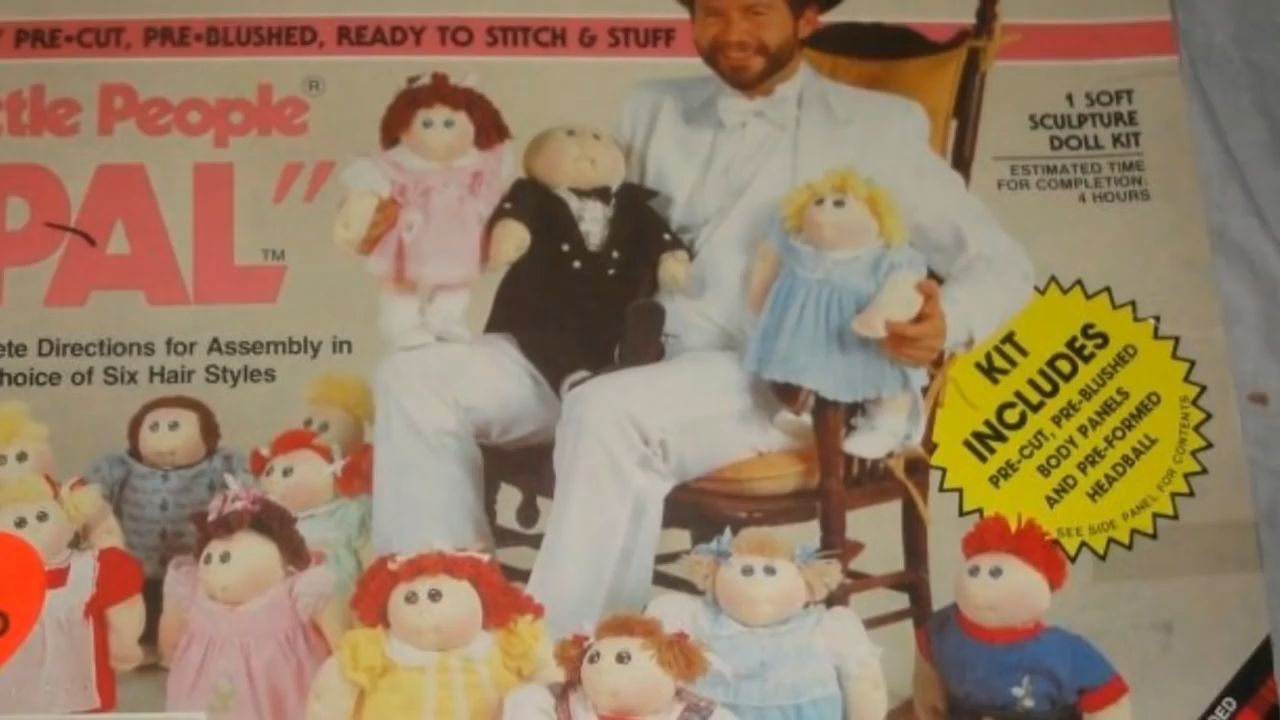 PRE•CUT, PRE•BLUSHED, READY TO STITCH & STUFF
ttle People®
PAL"™
ete Directions for Assembly in
hoice of Six Hair Styles
1 SOFT
SCULPTURE
DOLL KIT
ESTIMATED TIME
FOR COMPLETION:
4 HOURS
KIT
INCLUDES
PRE-CUT, PRE-BLUSHED
BODY PANELS
AND PRE-FORMED
HEADBALL
SEE SIDE PANEL FOR CONTENTS
ED